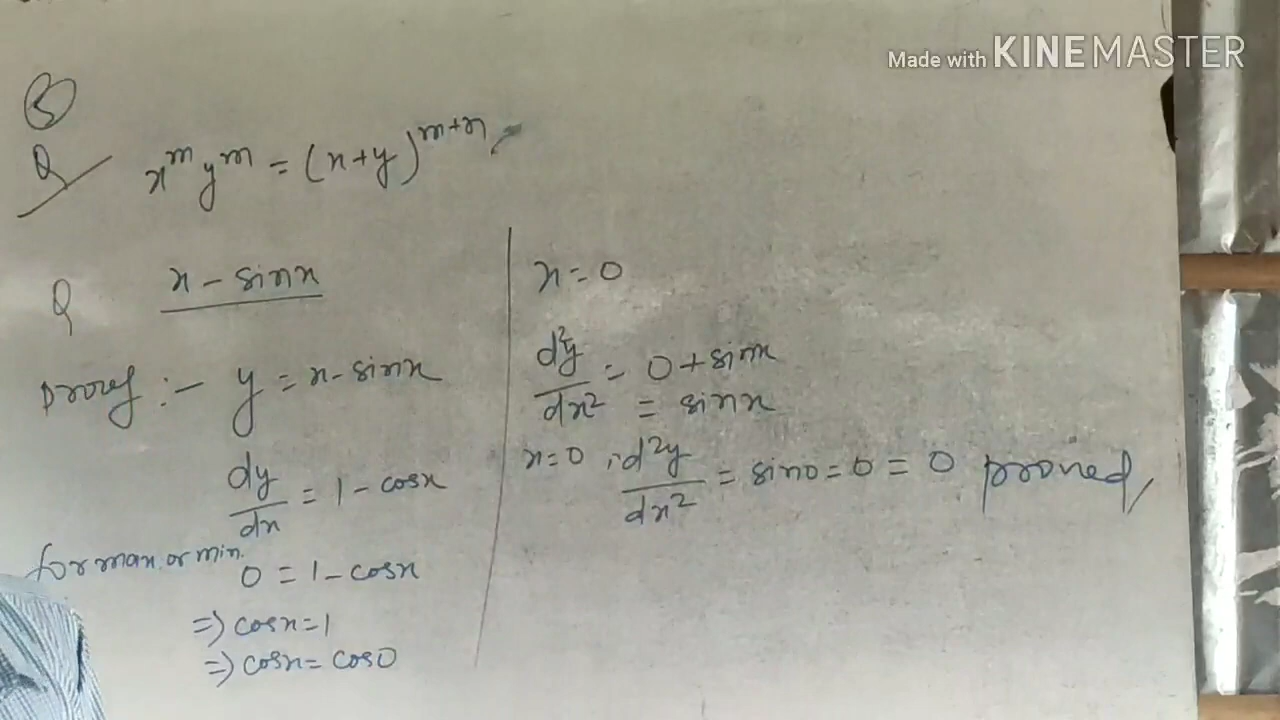 Made with KINEMASTER
5
Q x^m y^m = (x+y)^{m+n},
Q x - sinx
Proof :- y = x - sinx
dy/dx = 1 - cosx
for max. or min.
0 = 1 - cosx
=> cosx = 1
=> cosx = cos0
x = 0
d²y/dx² = 0 + sinx
= sinx
x = 0, d²y/dx² = sin0 = 0 = 0 proved,